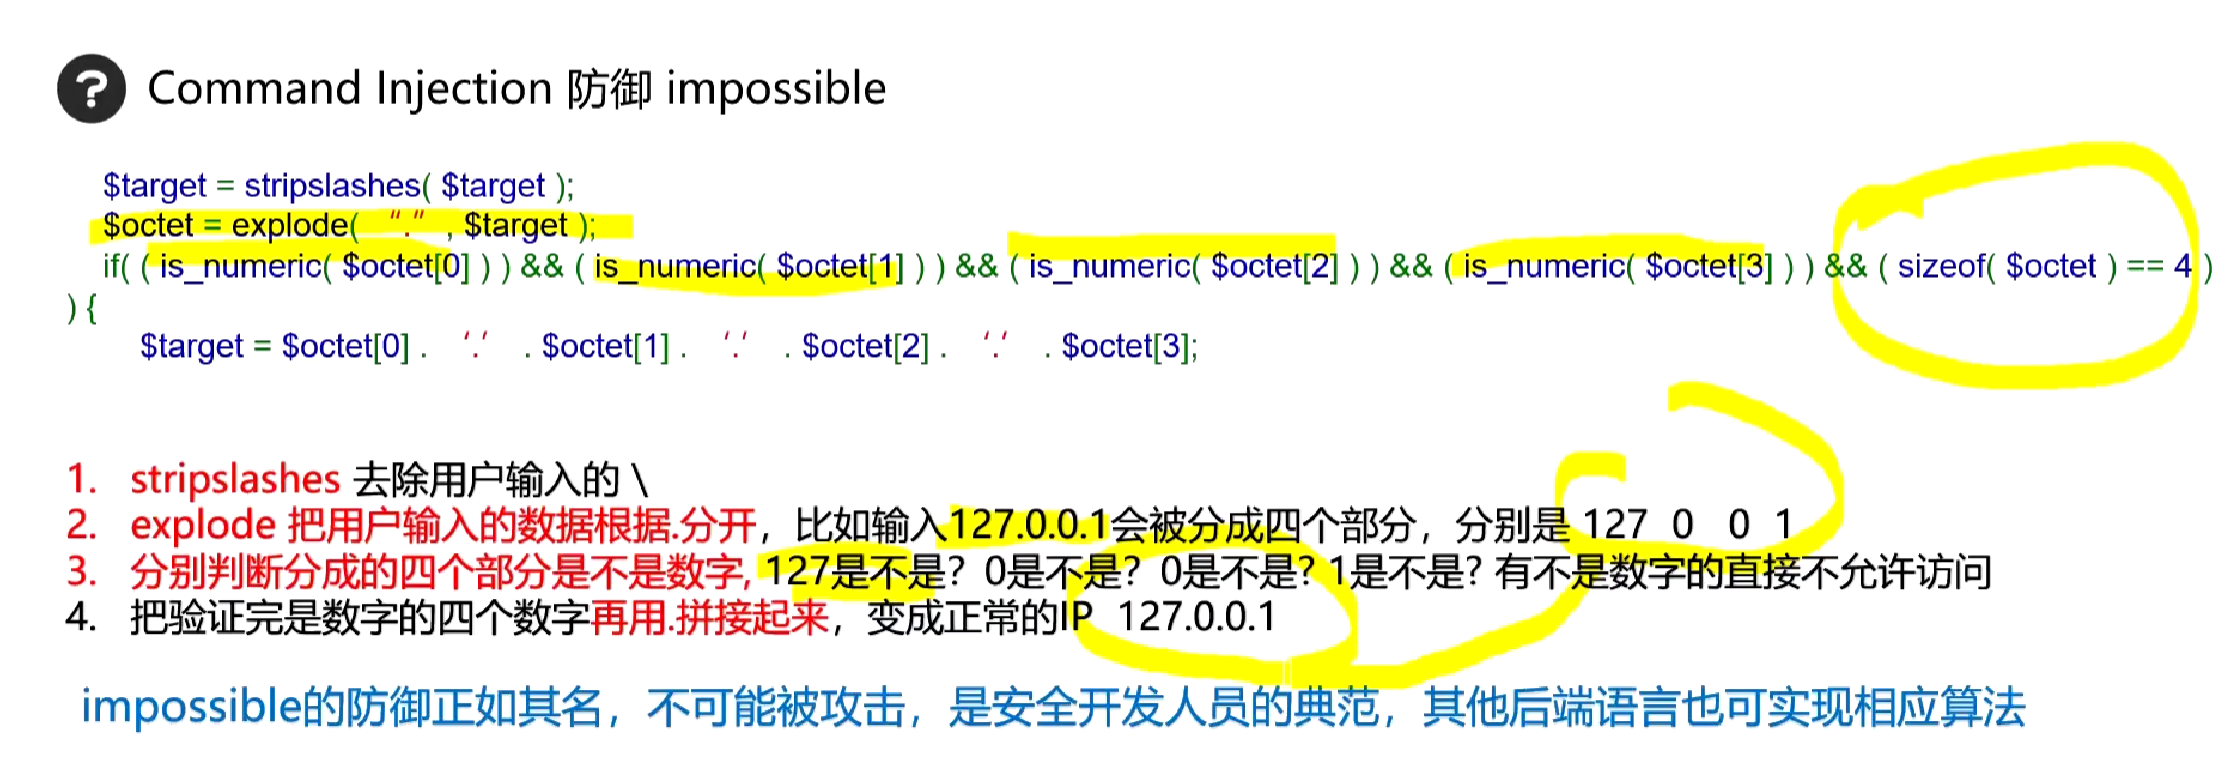 ? Command Injection 防御 impossible
$target = stripslashes( $target );
$octet = explode( "." , $target );
if( ( is_numeric( $octet[0] ) ) && ( is_numeric( $octet[1] ) ) && ( is_numeric( $octet[2] ) ) && ( is_numeric( $octet[3] ) ) && ( sizeof( $octet ) == 4 )
) {
$target = $octet[0] . '.' . $octet[1] . '.' . $octet[2] . '.' . $octet[3];
1. stripslashes 去除用户输入的 \
2. explode 把用户输入的数据根据.分开，比如输入127.0.0.1会被分成四个部分，分别是 127 0 0 1
3. 分别判断分成的四个部分是不是数字, 127是不是？0是不是？0是不是？1是不是？有不是数字的直接不允许访问
4. 把验证完是数字的四个数字再用.拼接起来，变成正常的IP 127.0.0.1
impossible的防御正如其名，不可能被攻击，是安全开发人员的典范，其他后端语言也可实现相应算法